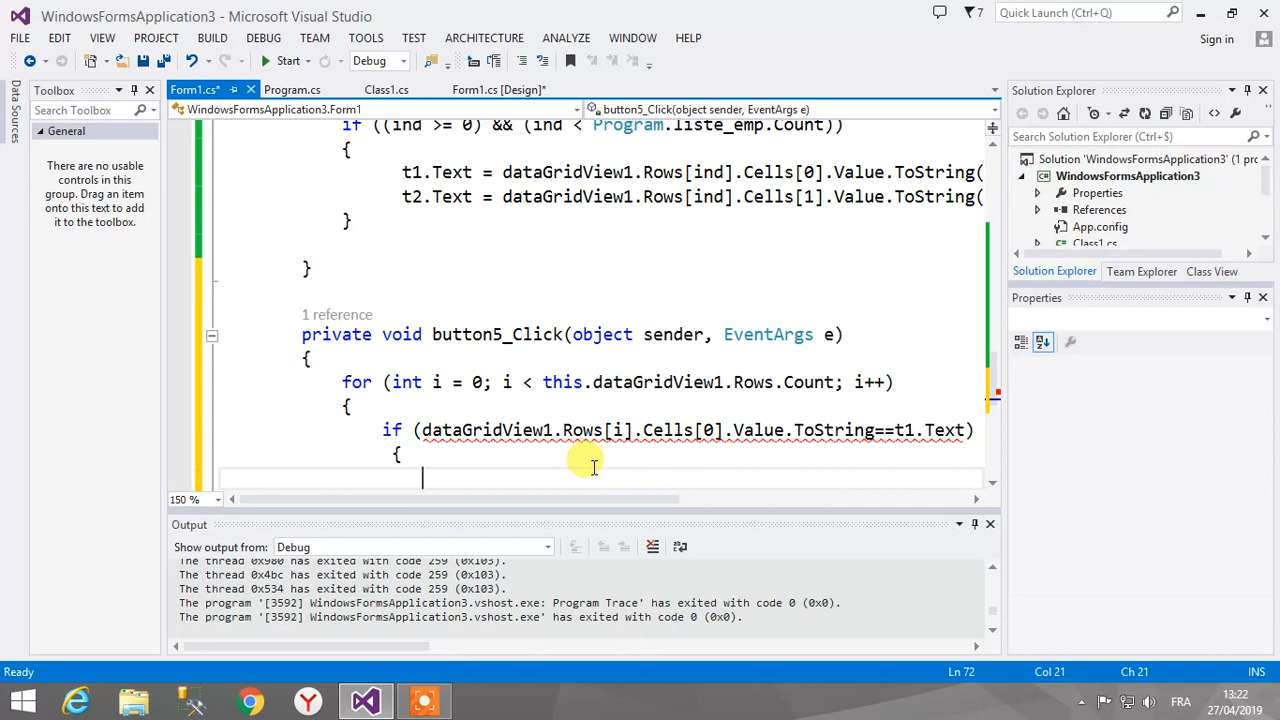 WindowsFormsApplication3 - Microsoft Visual Studio
7
Quick Launch (Ctrl+Q)
FILE EDIT VIEW PROJECT BUILD DEBUG TEAM TOOLS TEST ARCHITECTURE ANALYZE WINDOW HELP
Sign in
Start
Debug
Data Sources
Toolbox
Search Toolbox
General
There are no usable
controls in this
group. Drag an item
onto this text to add
it to the toolbox.
Form1.cs*
Program.cs
Class1.cs
Form1.cs [Design]*
WindowsFormsApplication3.Form1
button5_Click(object sender, EventArgs e)
if ((ind >= 0) && (ind < Program.liste_emp.Count))
{
t1.Text = dataGridView1.Rows[ind].Cells[0].Value.ToString(
t2.Text = dataGridView1.Rows[ind].Cells[1].Value.ToString(
}
}
1 reference
private void button5_Click(object sender, EventArgs e)
{
for (int i = 0; i < this.dataGridView1.Rows.Count; i++)
{
if (dataGridView1.Rows[i].Cells[0].Value.ToString==t1.Text)
{
150 %
Output
Show output from: Debug
The thread 0x980 has exited with code 259 (0x103).
The thread 0x4bc has exited with code 259 (0x103).
The thread 0x534 has exited with code 259 (0x103).
The program '[3592] WindowsFormsApplication3.vshost.exe: Program Trace' has exited with code 0 (0x0).
The program '[3592] WindowsFormsApplication3.vshost.exe' has exited with code 0 (0x0).
Solution Explorer
Search Solution Explorer (Ctrl+$)
Solution 'WindowsFormsApplication3' (1 prc
WindowsFormsApplication3
Properties
References
App.config
Class1.cs
Solution Explorer Team Explorer Class View
Properties
Ready
Ln 72
Col 21
Ch 21
INS
FRA
13:22
27/04/2019